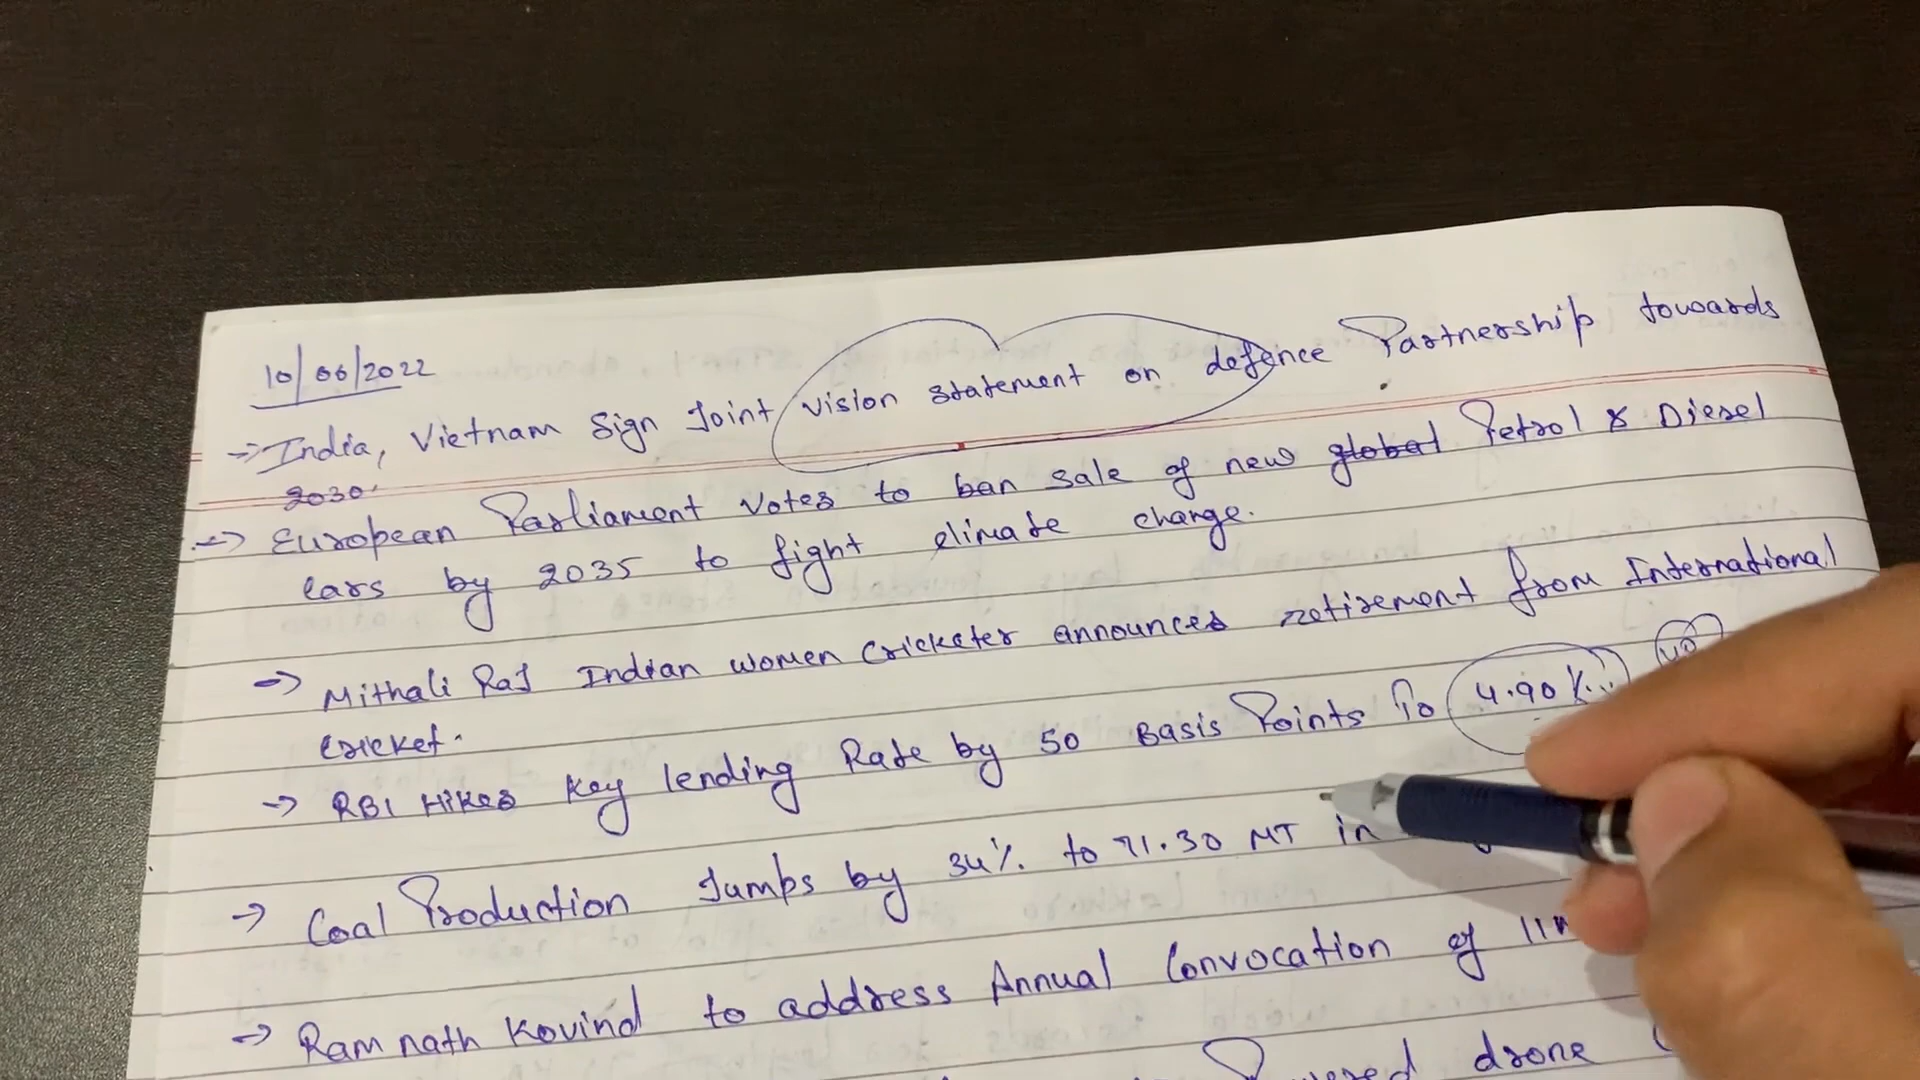 10/06/2022
→ India, Vietnam Sign Joint vision statement on defence Partnership towards
2030.
→ European Parliament votes to ban sale of new global Petrol & Diesel
cars by 2035 to fight climate change.
→ Mithali Raj Indian women cricketer announces retirement from International
cricket.
→ RBI Hikes Key lending Rate by 50 Basis Points To 4.90%
→ Coal Production Jumps by 34% to 71.30 MT in
→ Ram nath Kovind to address Annual Convocation of
drone